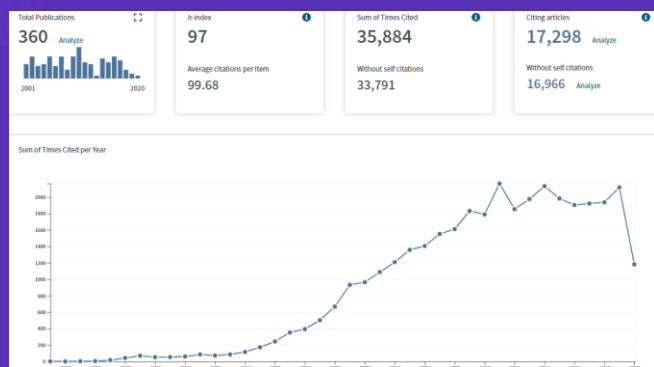 Total Publications
360 Analyze
2001 2020
h-index
97
Average citations per item
99.68
Sum of Times Cited
35,884
Without self citations
33,791
Citing articles
17,298 Analyze
Without self citations
16,966 Analyze
Sum of Times Cited per Year
2000
1800
1600
1400
1200
1000
800
600
400
200
0